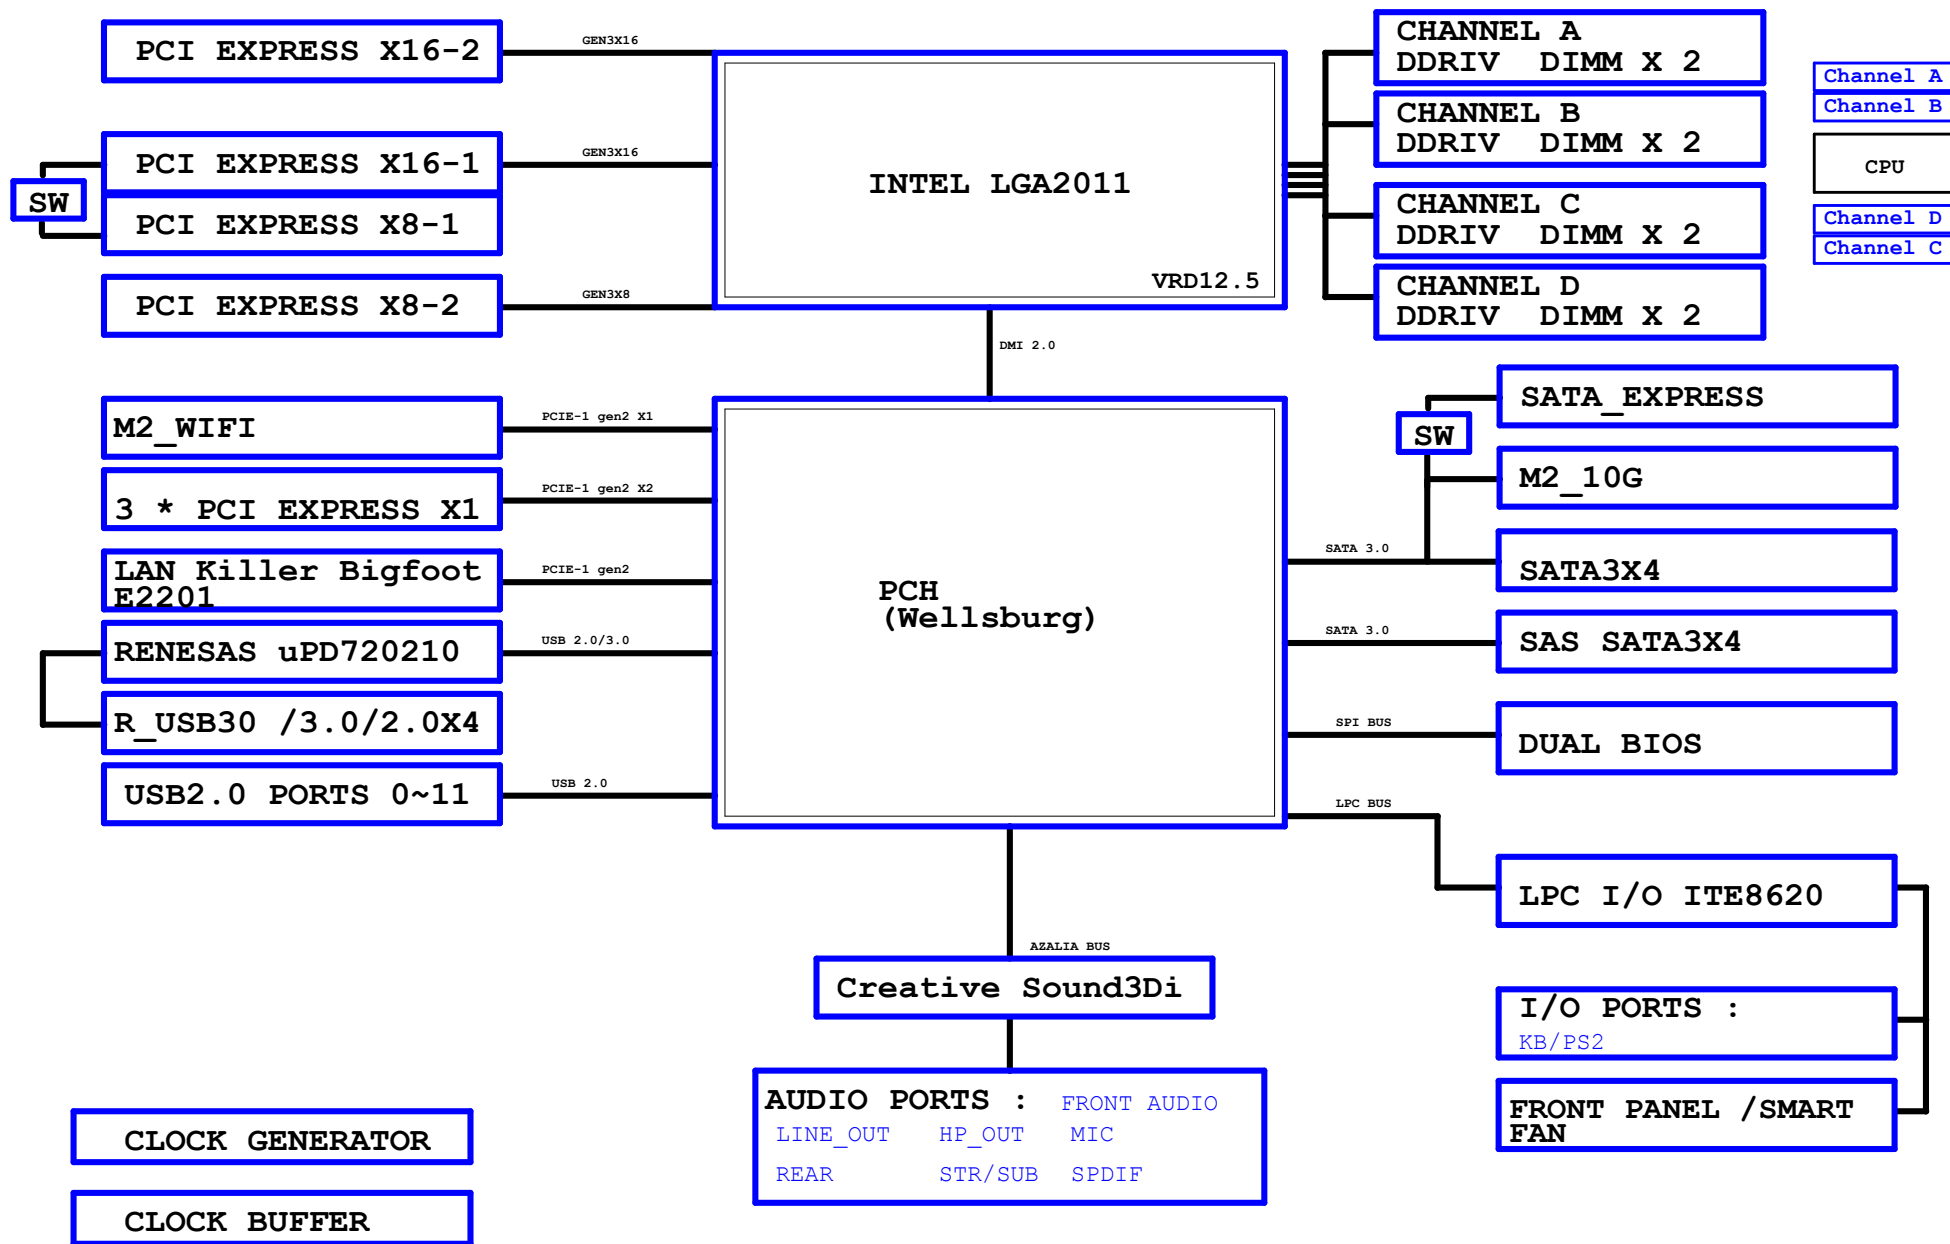 PCI EXPRESS X16-2
GEN3X16
PCI EXPRESS X16-1
GEN3X16
SW
PCI EXPRESS X8-1
PCI EXPRESS X8-2
GEN3X8
INTEL LGA2011
VRD12.5
CHANNEL A
DDRIV DIMM X 2
CHANNEL B
DDRIV DIMM X 2
CHANNEL C
DDRIV DIMM X 2
CHANNEL D
DDRIV DIMM X 2
Channel A
Channel B
CPU
Channel D
Channel C
DMI 2.0
M2_WIFI
PCIE-1 gen2 X1
3 * PCI EXPRESS X1
PCIE-1 gen2 X2
LAN Killer Bigfoot
E2201
PCIE-1 gen2
RENESAS uPD720210
USB 2.0/3.0
R_USB30 /3.0/2.0X4
USB2.0 PORTS 0~11
USB 2.0
PCH
(Wellsburg)
SATA_EXPRESS
SW
M2_10G
SATA 3.0
SATA3X4
SATA 3.0
SAS SATA3X4
SPI BUS
DUAL BIOS
LPC BUS
LPC I/O ITE8620
I/O PORTS :
KB/PS2
FRONT PANEL /SMART
FAN
AZALIA BUS
Creative Sound3Di
AUDIO PORTS : FRONT AUDIO
LINE_OUT HP_OUT MIC
REAR STR/SUB SPDIF
CLOCK GENERATOR
CLOCK BUFFER